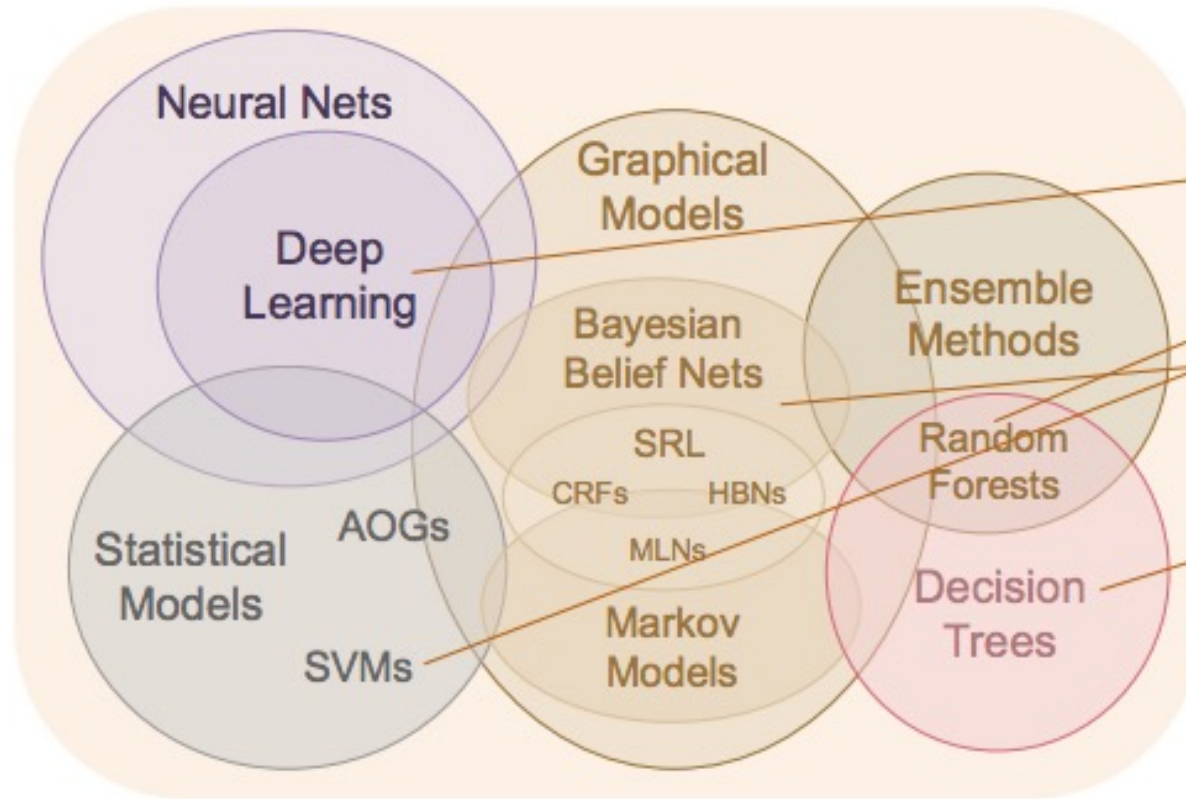 Neural Nets
Deep
Learning
Graphical
Models
Bayesian
Belief Nets
SRL
CRFs
HBNs
MLNs
Markov
Models
Ensemble
Methods
Random
Forests
Decision
Trees
Statistical
Models
AOGs
SVMs